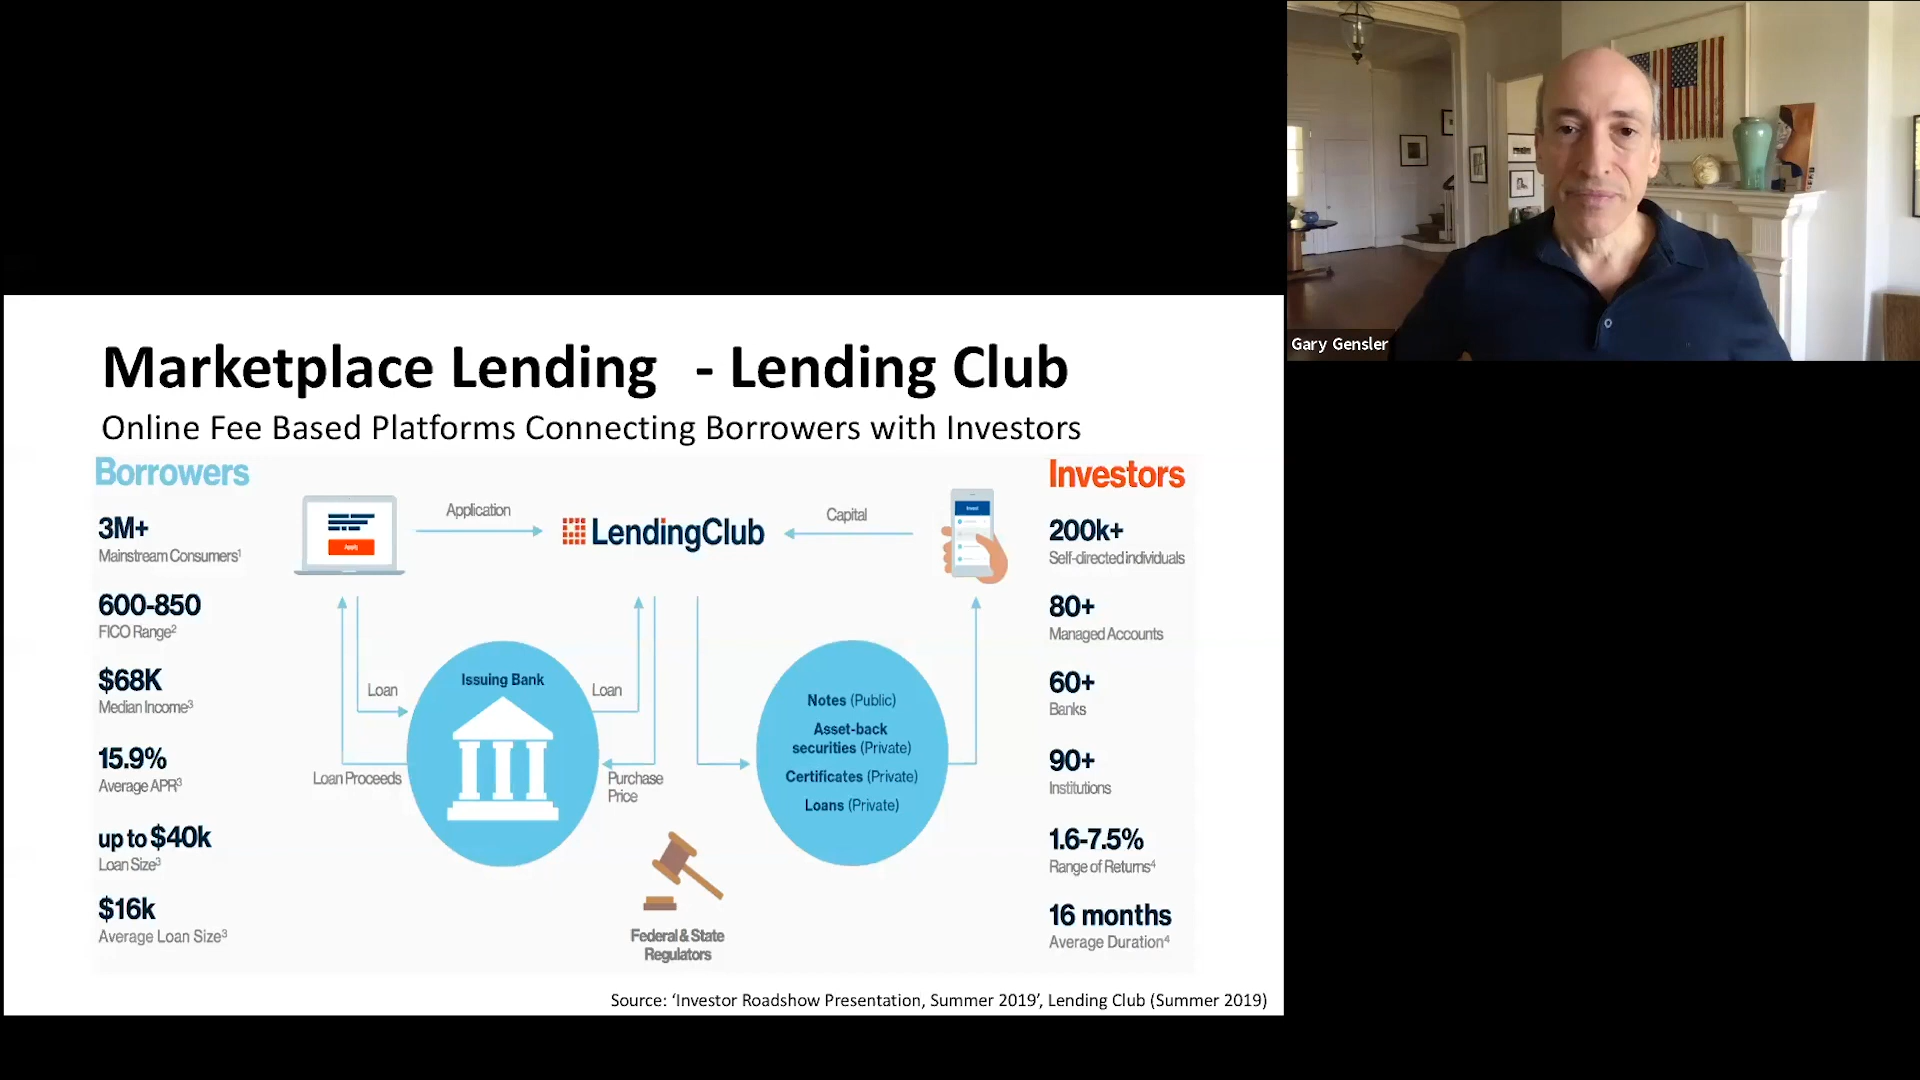 Marketplace Lending - Lending Club
Online Fee Based Platforms Connecting Borrowers with Investors
Borrowers
3M+
Mainstream Consumers¹
600-850
FICO Range²
$68K
Median Income³
15.9%
Average APR³
up to $40k
Loan Size³
$16k
Average Loan Size³
Apply
Application
LendingClub
Capital
Invest
Loan
Loan Proceeds
Issuing Bank
Loan
Purchase
Price
Notes (Public)
Asset-back
securities (Private)
Certificates (Private)
Loans (Private)
Federal & State
Regulators
Investors
200k+
Self-directed individuals
80+
Managed Accounts
60+
Banks
90+
Institutions
1.6-7.5%
Range of Returns⁴
16 months
Average Duration⁴
Source: ‘Investor Roadshow Presentation, Summer 2019’, Lending Club (Summer 2019)
Gary Gensler